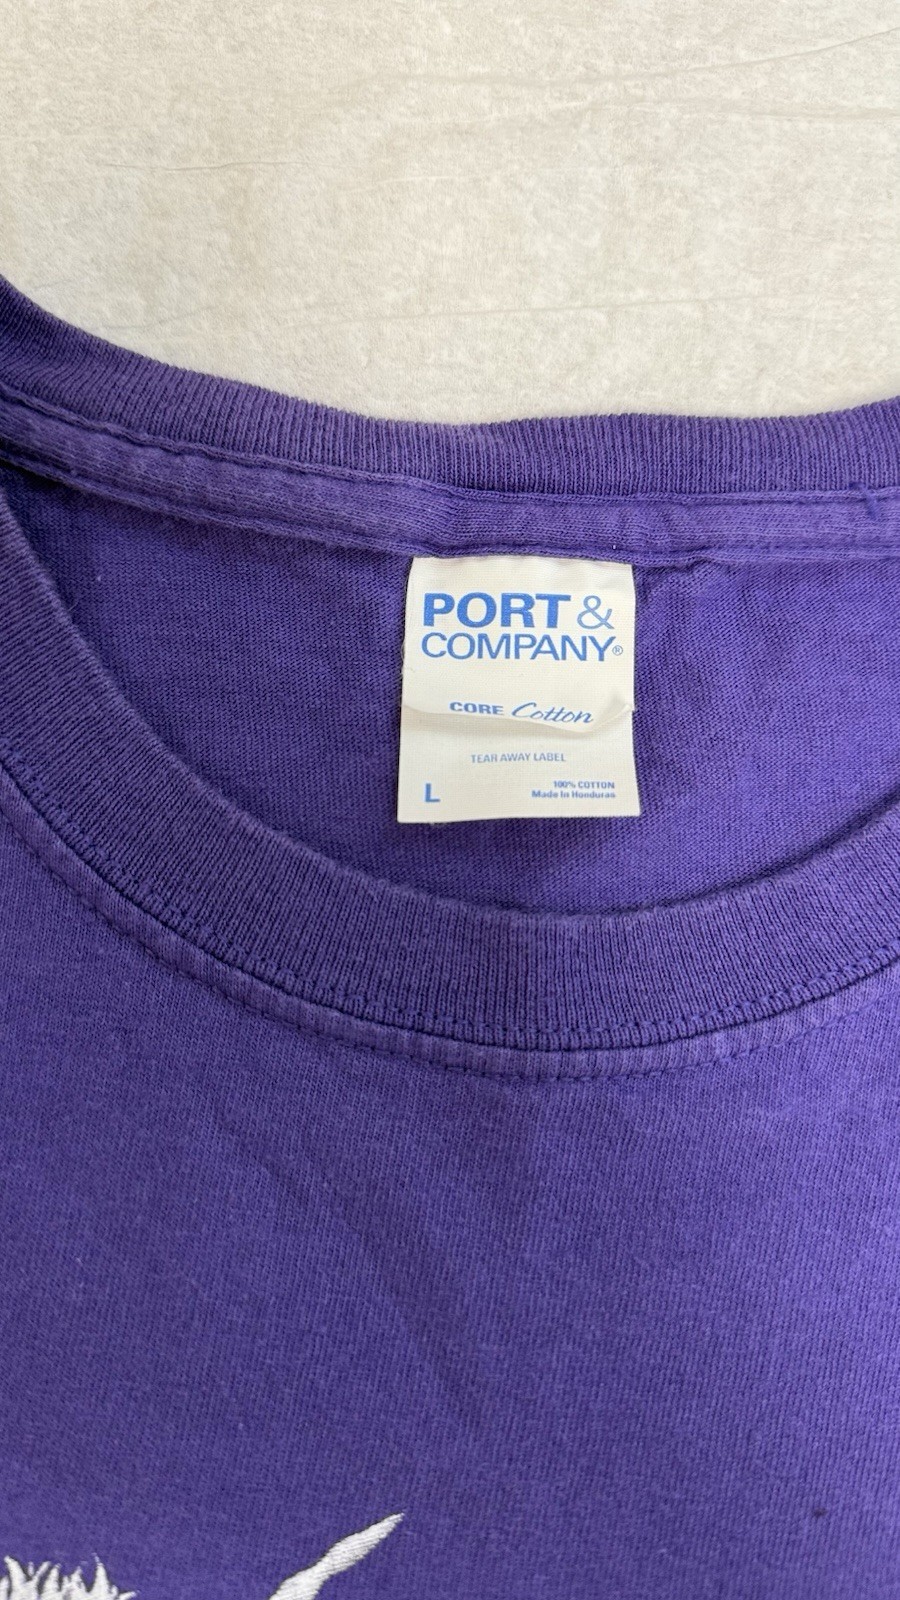 PORT &
COMPANY®
CORE Cotton
TEAR AWAY LABEL
L
100% COTTON
Made In Honduras